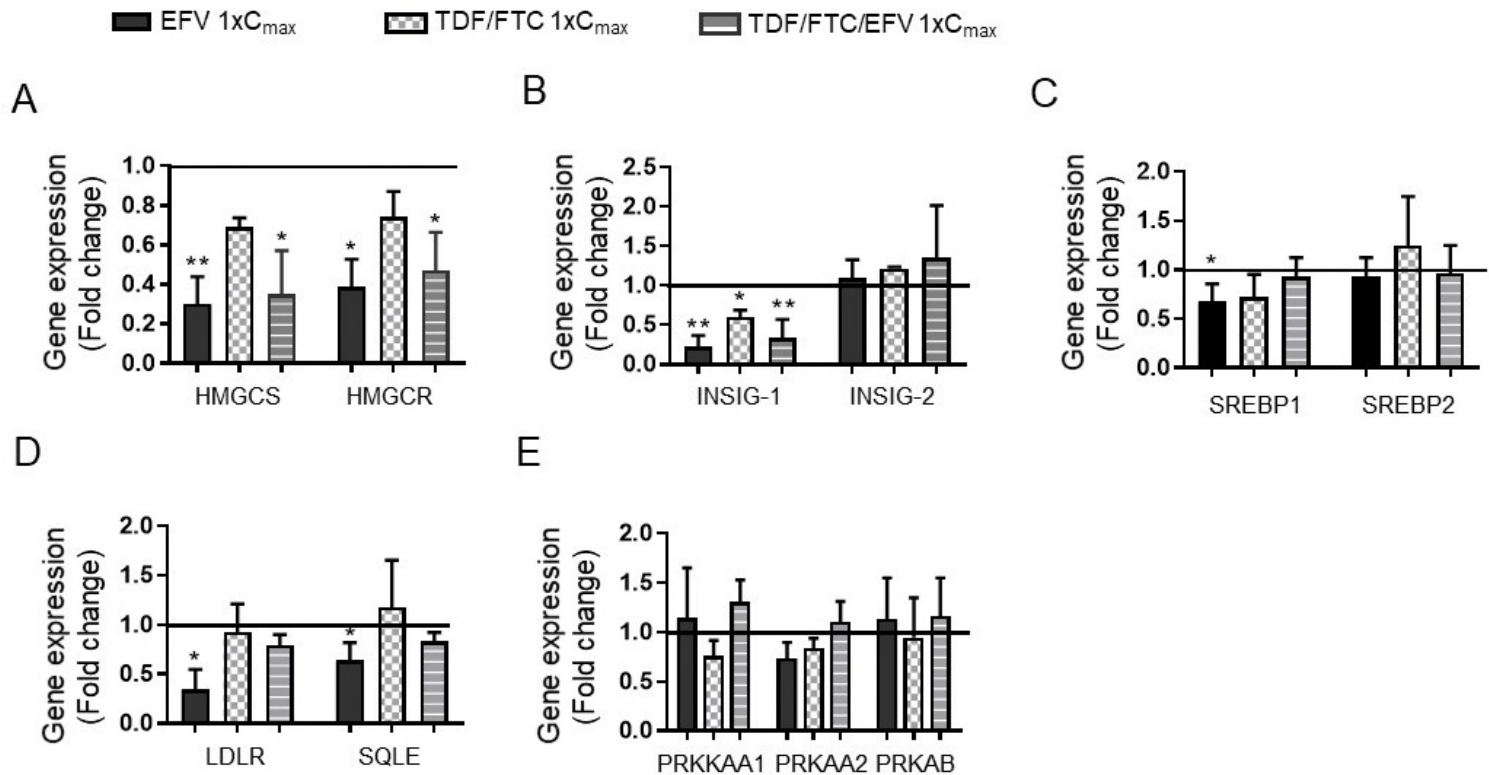 EFV 1xCmax TDF/FTC 1xCmax TDF/FTC/EFV 1xCmax
A
Gene expression
(Fold change)
1.0
0.8
0.6
0.4
0.2
0.0
** * * *
HMGCS HMGCR
B
Gene expression
(Fold change)
2.5
2.0
1.5
1.0
0.5
0.0
** * **
INSIG-1 INSIG-2
C
Gene expression
(Fold change)
2.0
1.5
1.0
0.5
0.0
*
SREBP1 SREBP2
D
Gene expression
(Fold change)
2.0
1.5
1.0
0.5
0.0
* *
LDLR SQLE
E
Gene expression
(Fold change)
2.0
1.5
1.0
0.5
0.0
PRKKAA1 PRKAA2 PRKAB